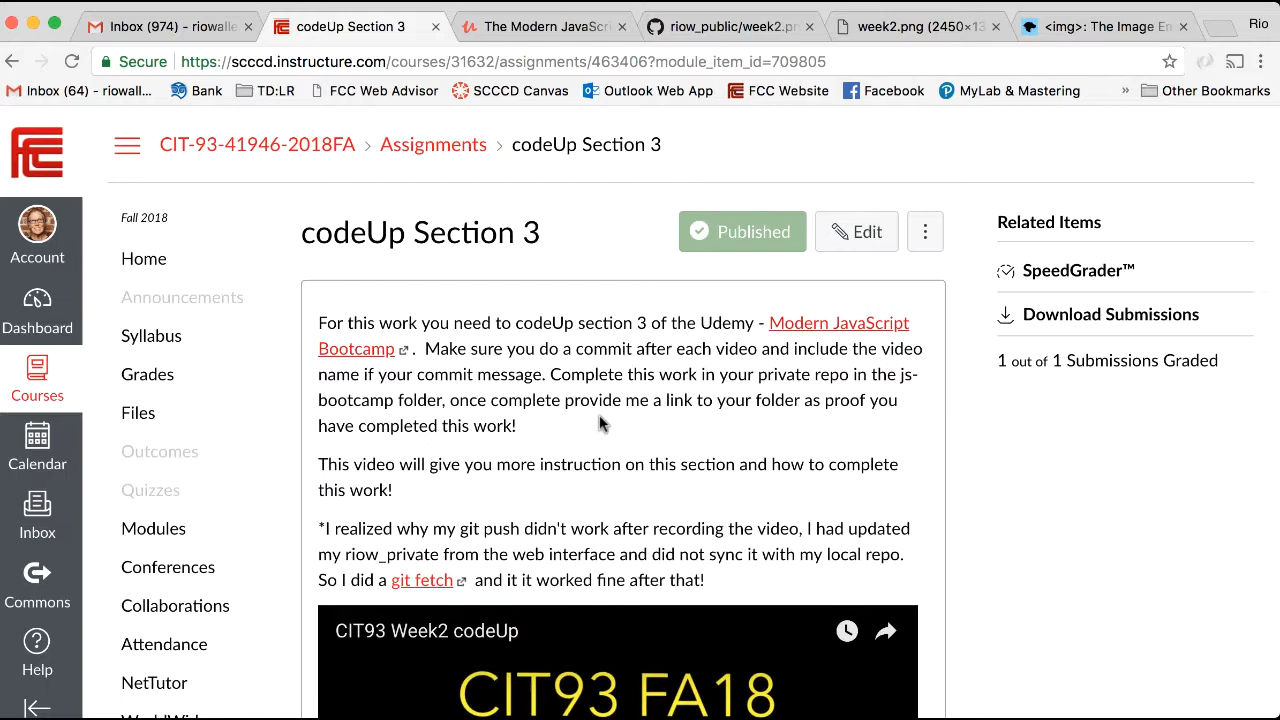 Inbox (974) - riowalle
codeUp Section 3
The Modern JavaScri
riow_public/week2.pn
week2.png (2450×13
<img>: The Image Em
Rio
Secure
https://scccd.instructure.com/courses/31632/assignments/463406?module_item_id=709805
Inbox (64) - riowall...
Bank
TD:LR
FCC Web Advisor
SCCCD Canvas
Outlook Web App
FCC Website
Facebook
MyLab & Mastering
»
Other Bookmarks
CIT-93-41946-2018FA > Assignments > codeUp Section 3
Account
Dashboard
Courses
Calendar
Inbox
Commons
Help
Fall 2018
Home
Announcements
Syllabus
Grades
Files
Outcomes
Quizzes
Modules
Conferences
Collaborations
Attendance
NetTutor
codeUp Section 3
Published
Edit
For this work you need to codeUp section 3 of the Udemy - Modern JavaScript
Bootcamp . Make sure you do a commit after each video and include the video
name if your commit message. Complete this work in your private repo in the js-
bootcamp folder, once complete provide me a link to your folder as proof you
have completed this work!
This video will give you more instruction on this section and how to complete
this work!
*I realized why my git push didn't work after recording the video, I had updated
my riow_private from the web interface and did not sync it with my local repo.
So I did a git fetch and it it worked fine after that!
CIT93 Week2 codeUp
CIT93 FA18
Related Items
SpeedGrader™
Download Submissions
1 out of 1 Submissions Graded